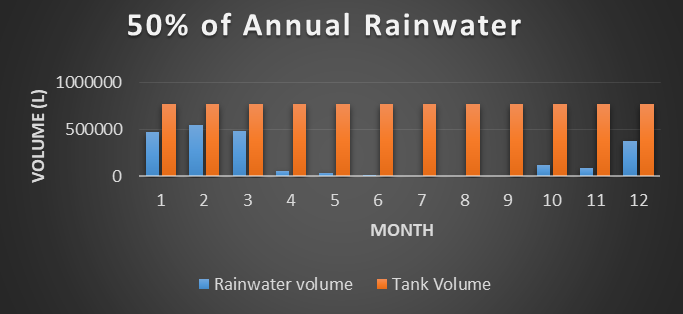 50% of Annual Rainwater
1000000
500000
0
VOLUME (L)
1 2 3 4 5 6 7 8 9 10 11 12
MONTH
Rainwater volume Tank Volume